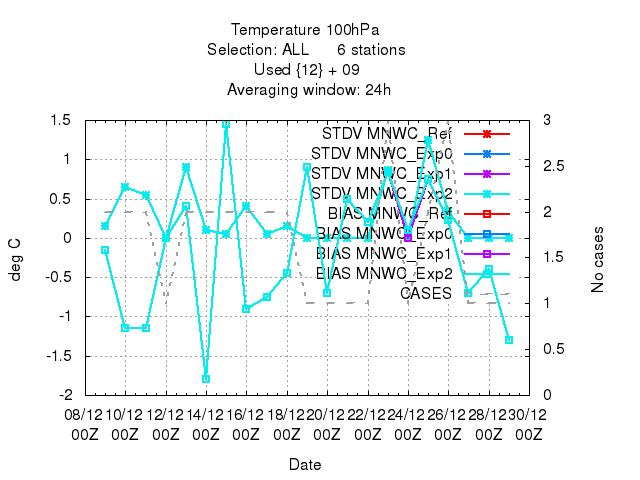 Temperature 100hPa
Selection: ALL 6 stations
Used {12} + 09
Averaging window: 24h
1.5
1
0.5
0
-0.5
-1
-1.5
-2
deg C
3
2.5
2
1.5
1
0.5
0
No cases
STDV MNWC_Ref
STDV MNWC_Exp0
STDV MNWC_Exp1
STDV MNWC_Exp2
BIAS MNWC_Ref
BIAS MNWC_Exp0
BIAS MNWC_Exp1
BIAS MNWC_Exp2
CASES
08/12 10/12 12/12 14/12 16/12 18/12 20/12 22/12 24/12 26/12 28/12 30/12
00Z 00Z 00Z 00Z 00Z 00Z 00Z 00Z 00Z 00Z 00Z 00Z
Date